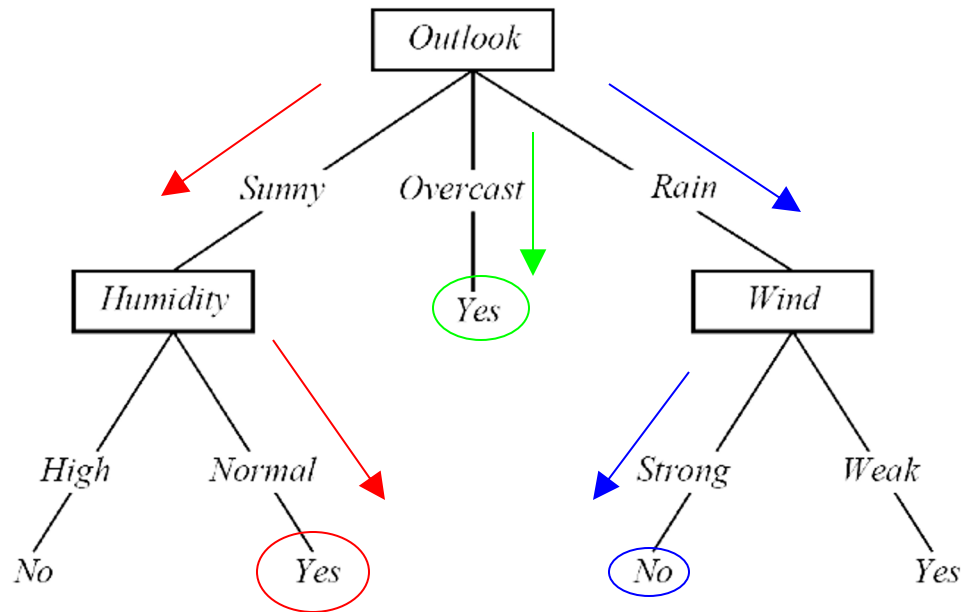 Outlook
Sunny Overcast Rain
Humidity Yes Wind
High Normal Strong Weak
No Yes No Yes